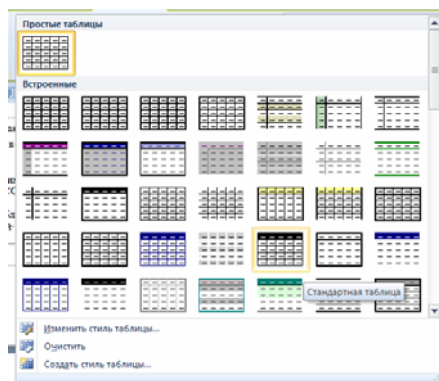 Простые таблицы
Встроенные
Стандартная таблица
Изменить стиль таблицы...
Очистить
Создать стиль таблицы...